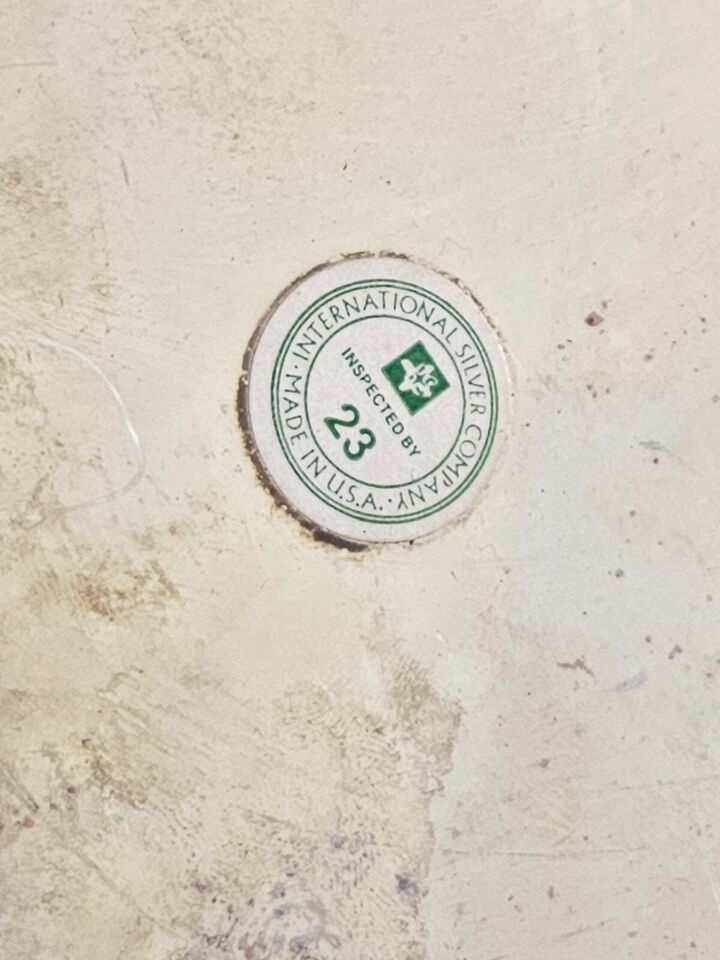 · INTERNATIONAL SILVER COMPANY ·
MADE IN U.S.A.
INSPECTED BY
23